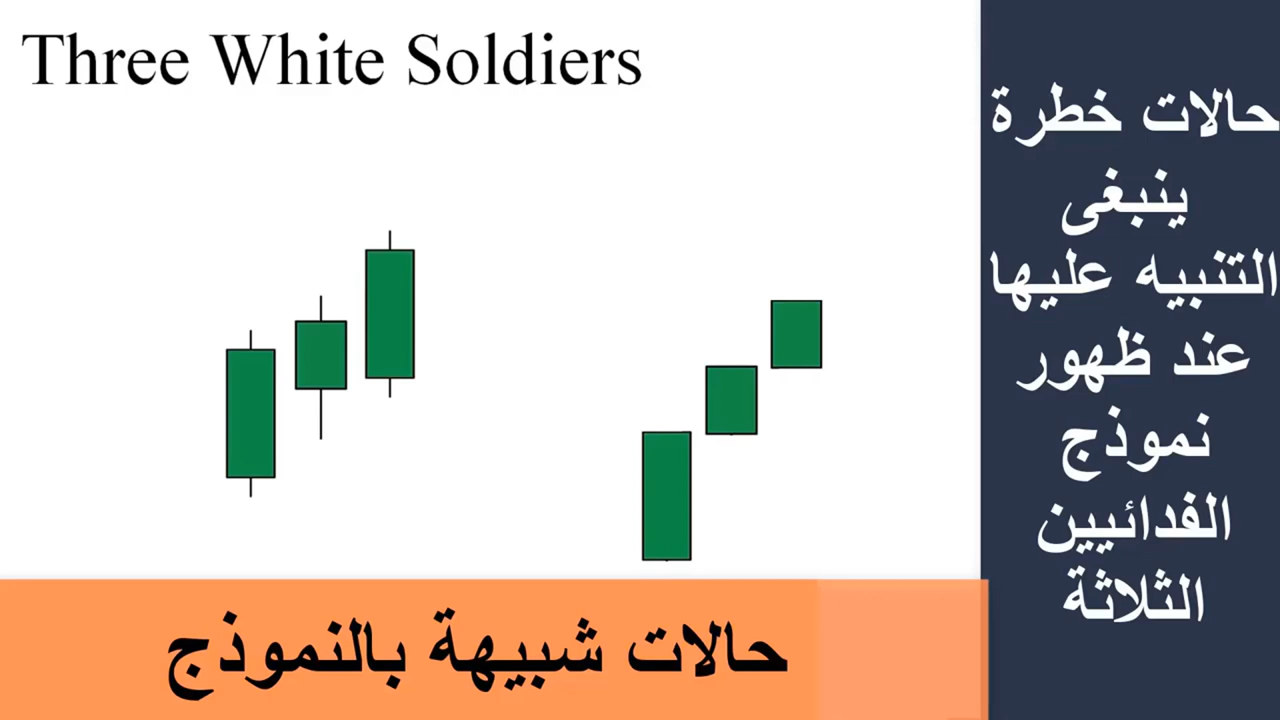 Three White Soldiers
حالات خطرة
ينبغى
التنبيه عليها
عند ظهور
نموذج
الفدائيين
الثلاثة
حالات شبيهة بالنموذج